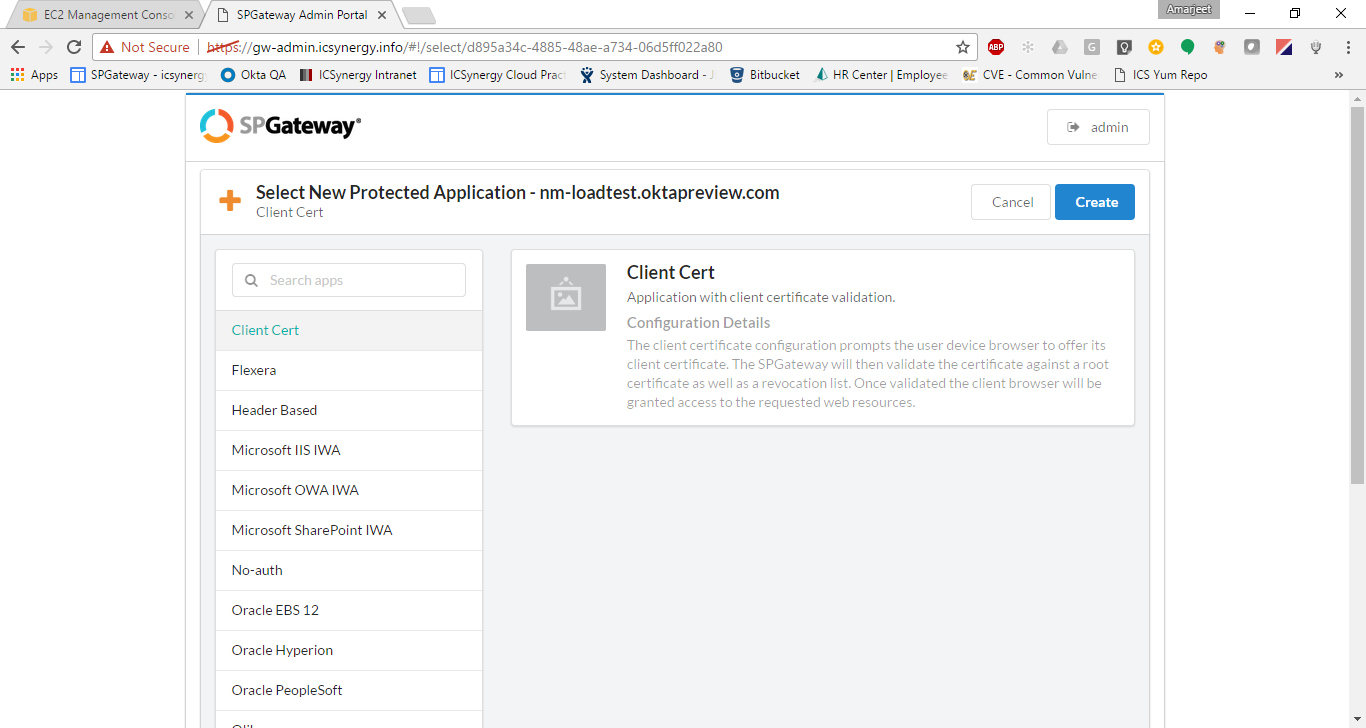 Amarjeet
EC2 Management Conso
SPGateway Admin Portal
Not Secure https://gw-admin.icsynergy.info/#!/select/d895a34c-4885-48ae-a734-06d5ff022a80
ABP
G
Apps SPGateway - icsynerg Okta QA ICSynergy Intranet ICSynergy Cloud Prac System Dashboard - J Bitbucket HR Center | Employee CVE - Common Vulne ICS Yum Repo »
SPGateway®
admin
Select New Protected Application - nm-loadtest.oktapreview.com
Client Cert
Cancel
Create
Search apps
Client Cert
Flexera
Header Based
Microsoft IIS IWA
Microsoft OWA IWA
Microsoft SharePoint IWA
No-auth
Oracle EBS 12
Oracle Hyperion
Oracle PeopleSoft
Client Cert
Application with client certificate validation.
Configuration Details
The client certificate configuration prompts the user device browser to offer its
client certificate. The SPGateway will then validate the certificate against a root
certificate as well as a revocation list. Once validated the client browser will be
granted access to the requested web resources.